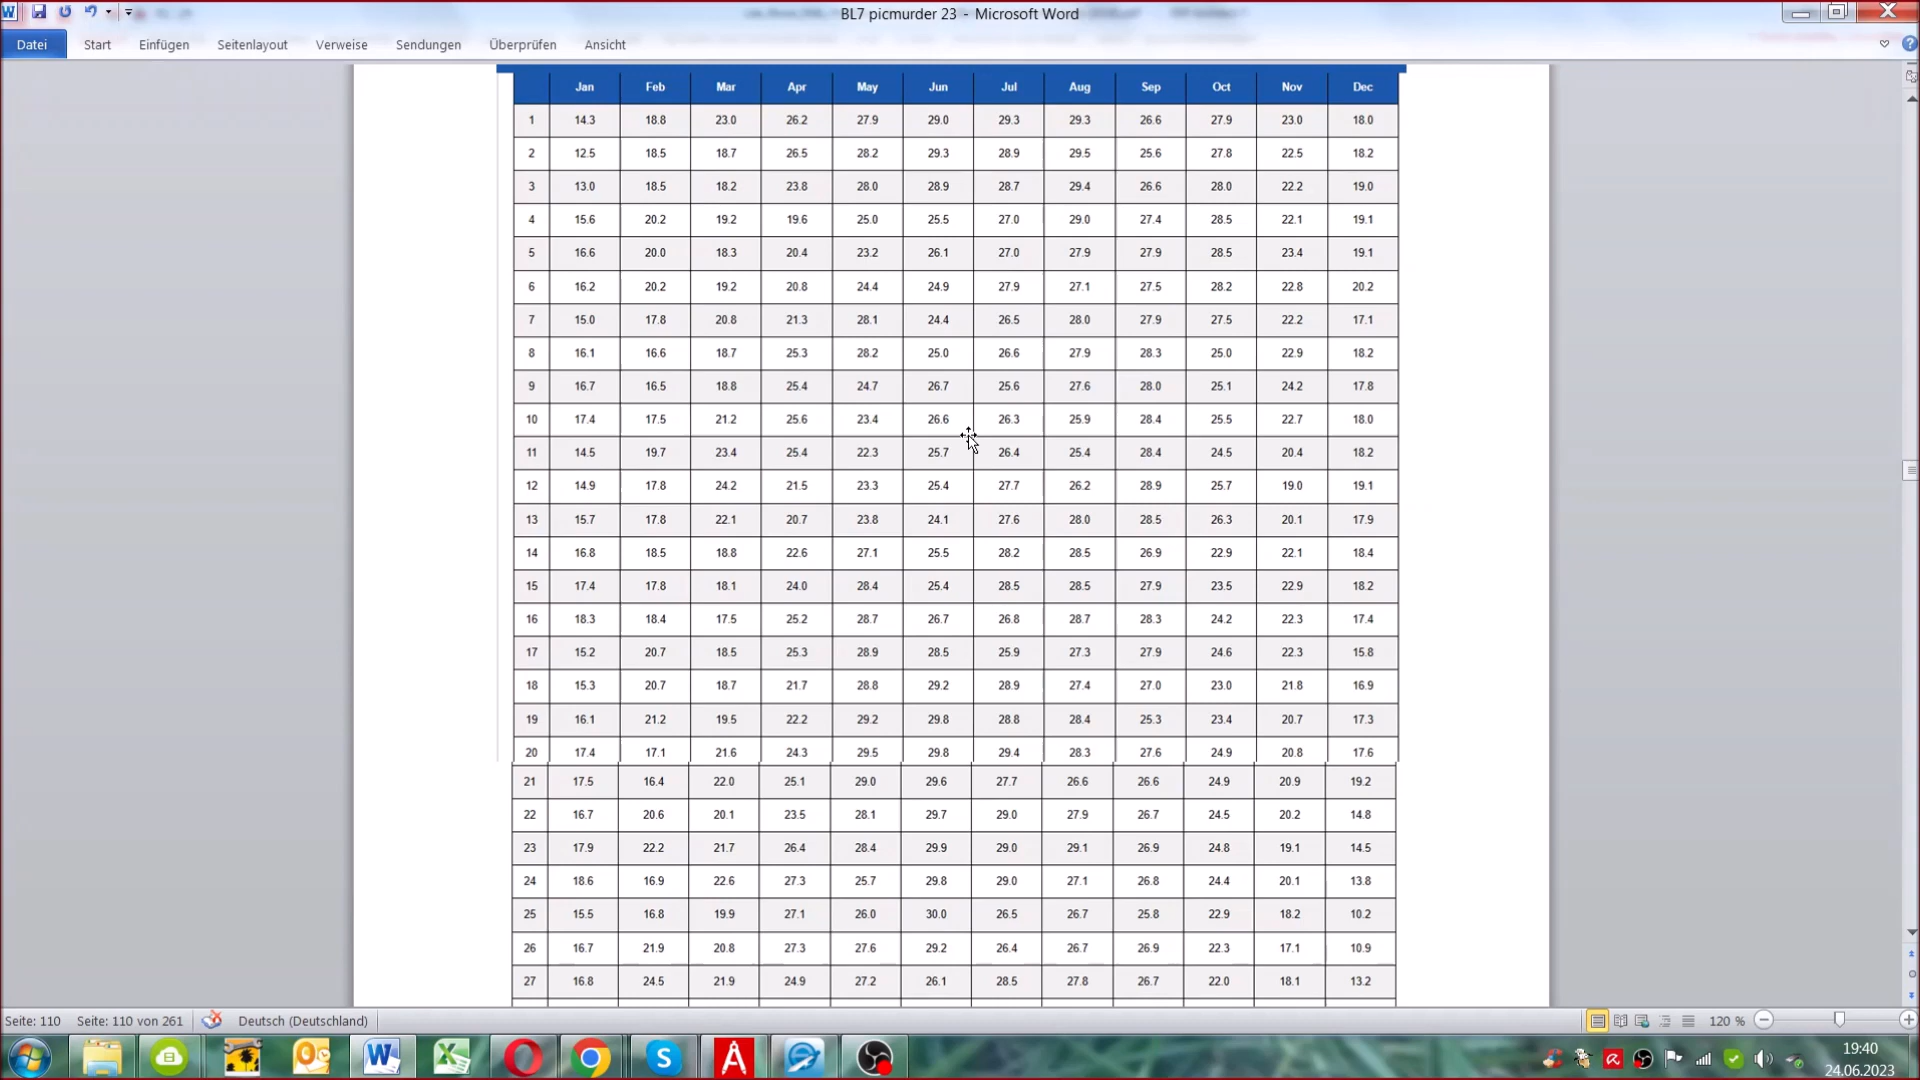 BL7 picmurder 23 - Microsoft Word
Datei Start Einfügen Seitenlayout Verweise Sendungen Überprüfen Ansicht
Jan Feb Mar Apr May Jun Jul Aug Sep Oct Nov Dec
1 14.3 18.8 23.0 26.2 27.9 29.0 29.3 29.3 26.6 27.9 23.0 18.0
2 12.5 18.5 18.7 26.5 28.2 29.3 28.9 29.5 25.6 27.8 22.5 18.2
3 13.0 18.5 18.2 23.8 28.0 28.9 28.7 29.4 26.6 28.0 22.2 19.0
4 15.6 20.2 19.2 19.6 25.0 25.5 27.0 29.0 27.4 28.5 22.1 19.1
5 16.6 20.0 18.3 20.4 23.2 26.1 27.0 27.9 27.9 28.5 23.4 19.1
6 16.2 20.2 19.2 20.8 24.4 24.9 27.9 27.1 27.5 28.2 22.8 20.2
7 15.0 17.8 20.8 21.3 28.1 24.4 26.5 28.0 27.9 27.5 22.2 17.1
8 16.1 16.6 18.7 25.3 28.2 25.0 26.6 27.9 28.3 25.0 22.9 18.2
9 16.7 16.5 18.8 25.4 24.7 26.7 25.6 27.6 28.0 25.1 24.2 17.8
10 17.4 17.5 21.2 25.6 23.4 26.6 26.3 25.9 28.4 25.5 22.7 18.0
11 14.5 19.7 23.4 25.4 22.3 25.7 26.4 25.4 28.4 24.5 20.4 18.2
12 14.9 17.8 24.2 21.5 23.3 25.4 27.7 26.2 28.9 25.7 19.0 19.1
13 15.7 17.8 22.1 20.7 23.8 24.1 27.6 28.0 28.5 26.3 20.1 17.9
14 16.8 18.5 18.8 22.6 27.1 25.5 28.2 28.5 26.9 22.9 22.1 18.4
15 17.4 17.8 18.1 24.0 28.4 25.4 28.5 28.5 27.9 23.5 22.9 18.2
16 18.3 18.4 17.5 25.2 28.7 26.7 26.8 28.7 28.3 24.2 22.3 17.4
17 15.2 20.7 18.5 25.3 28.9 28.5 25.9 27.3 27.9 24.6 22.3 15.8
18 15.3 20.7 18.7 21.7 28.8 29.2 28.9 27.4 27.0 23.0 21.8 16.9
19 16.1 21.2 19.5 22.2 29.2 29.8 28.8 28.4 25.3 23.4 20.7 17.3
20 17.4 17.1 21.6 24.3 29.5 29.8 29.4 28.3 27.6 24.9 20.8 17.6
21 17.5 16.4 22.0 25.1 29.0 29.6 27.7 26.6 26.6 24.9 20.9 19.2
22 16.7 20.6 20.1 23.5 28.1 29.7 29.0 27.9 26.7 24.5 20.2 14.8
23 17.9 22.2 21.7 26.4 28.4 29.9 29.0 29.1 26.9 24.8 19.1 14.5
24 18.6 16.9 22.6 27.3 25.7 29.8 29.0 27.1 26.8 24.4 20.1 13.8
25 15.5 16.8 19.9 27.1 26.0 30.0 26.5 26.7 25.8 22.9 18.2 10.2
26 16.7 21.9 20.8 27.3 27.6 29.2 26.4 26.7 26.9 22.3 17.1 10.9
27 16.8 24.5 21.9 24.9 27.2 26.1 28.5 27.8 26.7 22.0 18.1 13.2
Seite: 110 Seite: 110 von 261 Deutsch (Deutschland) 120 %
19:40
24.06.2023